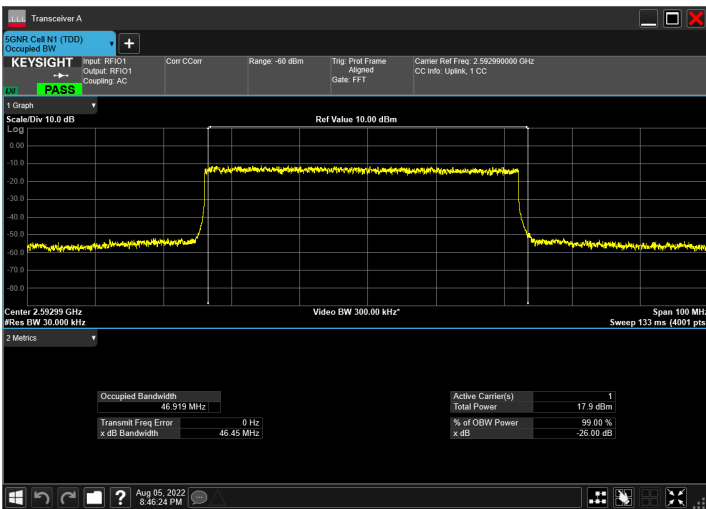 Transceiver A
5GNR Cell N1 (TDD)
Occupied BW
KEYSIGHT
LXI
PASS
Input: RFIO1
Output: RFIO1
Coupling: AC
Corr CCorr
Range: -60 dBm
Trig: Prot Frame
Aligned
Gate: FFT
Carrier Ref Freq: 2.592990000 GHz
CC Info: Uplink, 1 CC
1 Graph
Scale/Div 10.0 dB
Ref Value 10.00 dBm
Log
0.00
-10.0
-20.0
-30.0
-40.0
-50.0
-60.0
-70.0
-80.0
Center 2.59299 GHz
Video BW 300.00 kHz*
Span 100 MHz
#Res BW 30.000 kHz
Sweep 133 ms (4001 pts
2 Metrics
Occupied Bandwidth
46.919 MHz
Transmit Freq Error 0 Hz
x dB Bandwidth 46.45 MHz
Active Carrier(s) 1
Total Power 17.9 dBm
% of OBW Power 99.00 %
x dB -26.00 dB
Aug 05, 2022
8:46:24 PM